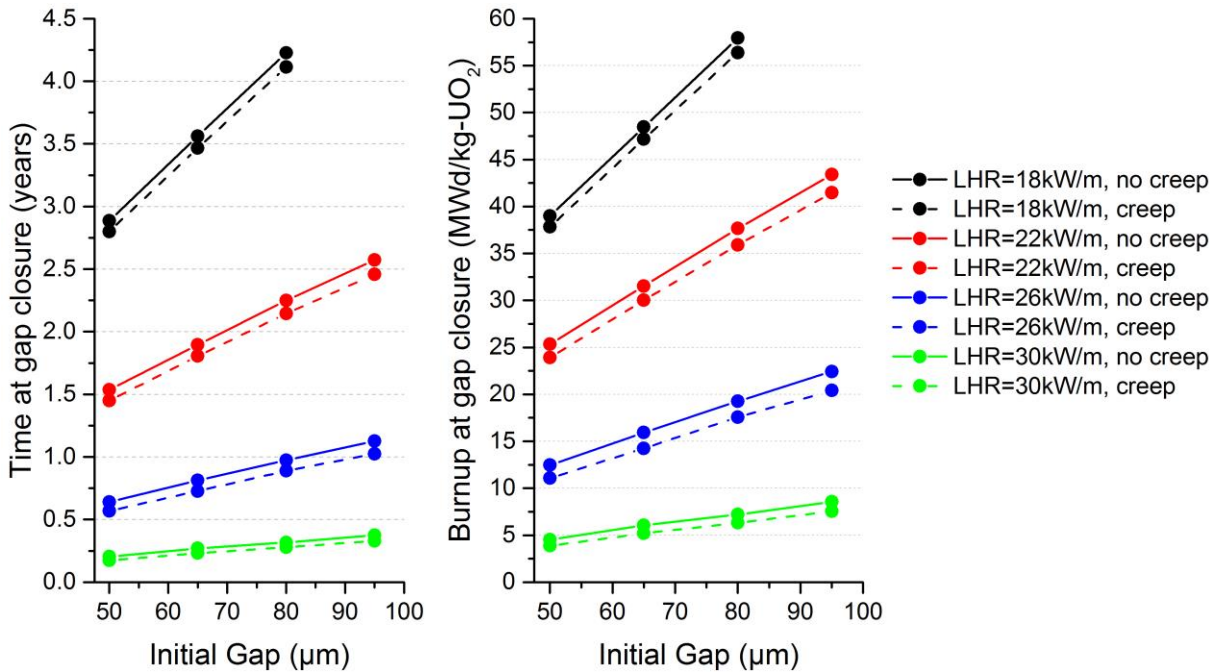 Time at gap closure (years)
4.5
4.0
3.5
3.0
2.5
2.0
1.5
1.0
0.5
0.0
50 60 70 80 90 100
Initial Gap (µm)
Burnup at gap closure (MWd/kg-UO₂)
60
55
50
45
40
35
30
25
20
15
10
5
0
50 60 70 80 90 100
Initial Gap (µm)
LHR=18kW/m, no creep
LHR=18kW/m, creep
LHR=22kW/m, no creep
LHR=22kW/m, creep
LHR=26kW/m, no creep
LHR=26kW/m, creep
LHR=30kW/m, no creep
LHR=30kW/m, creep